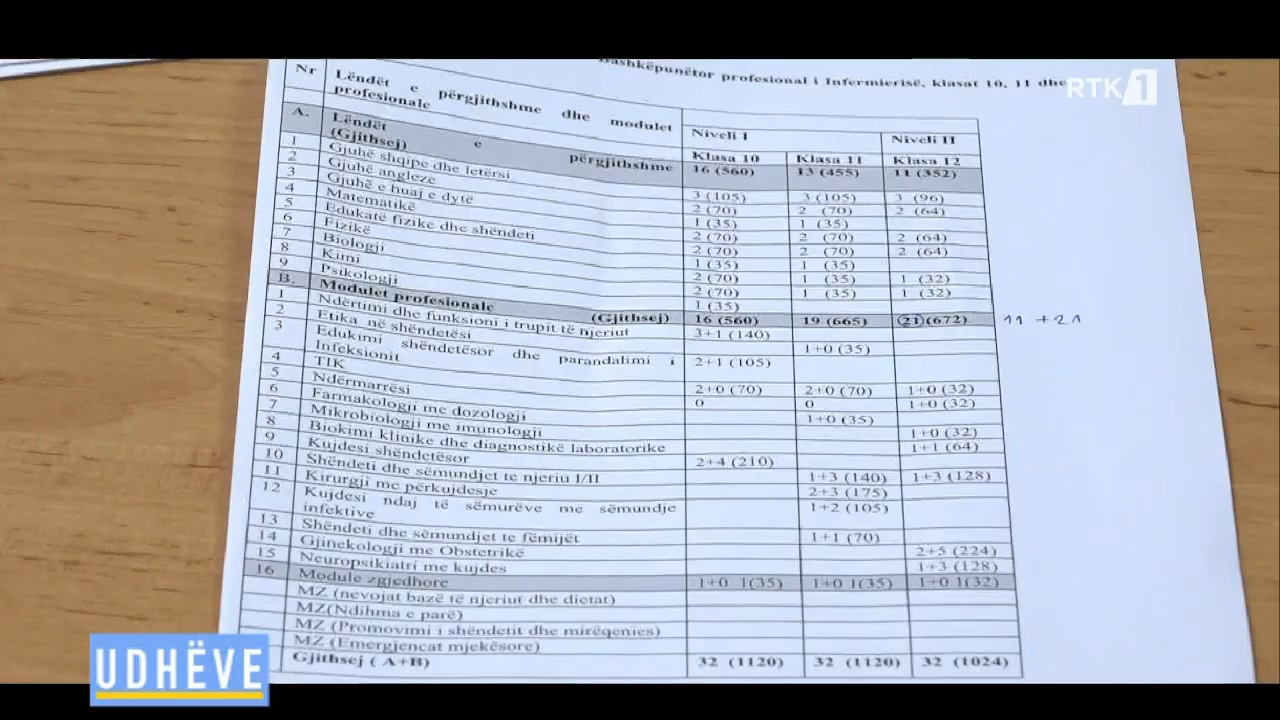 Bashkëpunëtor profesional i Infermierisë, klasat 10, 11 dhe
RTK 1
Nr Lëndët e përgjithshme dhe modulet profesionale Niveli I Niveli II
Klasa 10 Klasa 11 Klasa 12
A. Lëndët e përgjithshme (Gjithsej) 16 (560) 13 (455) 11 (352)
1 Gjuhë shqipe dhe letërsi 3 (105) 3 (105) 3 (96)
2 Gjuhë angleze 2 (70) 2 (70) 2 (64)
3 Gjuhë e huaj e dytë 1 (35) 1 (35)
4 Matematikë 2 (70) 2 (70) 2 (64)
5 Edukatë fizike dhe shëndeti 2 (70) 2 (70) 2 (64)
6 Fizikë 1 (35) 1 (35)
7 Biologji 2 (70) 1 (35) 1 (32)
8 Kimi 2 (70) 1 (35) 1 (32)
9 Psikologji 1 (35)
B. Modulet profesionale (Gjithsej) 16 (560) 19 (665) 21 (672) 11 + 21
1 Ndërtimi dhe funksioni i trupit të njeriut 3+1 (140)
2 Etika në shëndetësi 1+0 (35)
3 Edukimi shëndetësor dhe parandalimi i Infeksionit 2+1 (105)
4 TIK 2+0 (70) 2+0 (70) 1+0 (32)
5 Ndërmarrësi 0 0 1+0 (32)
6 Farmakologji me dozologji 1+0 (35)
7 Mikrobiologji me imunologji 1+0 (32)
8 Biokimi klinike dhe diagnostikë laboratorike 1+1 (64)
9 Kujdesi shëndetësor 2+4 (210)
10 Shëndeti dhe sëmundjet te njeriu I/II 1+3 (140) 1+3 (128)
11 Kirurgji me përkujdesje 2+3 (175)
12 Kujdesi ndaj të sëmurëve me sëmundje infektive 1+2 (105)
13 Shëndeti dhe sëmundjet te fëmijët 1+1 (70)
14 Gjinekologji me Obstetrikë 2+5 (224)
15 Neuropsikiatri me kujdes 1+3 (128)
16 Module zgjedhore 1+0 1(35) 1+0 1(35) 1+0 1(32)
MZ (nevojat bazë të njeriut dhe dietat)
MZ(Ndihma e parë)
MZ (Promovimi i shëndetit dhe mirëqenies)
MZ (Emergjencat mjekësore)
Gjithsej ( A+B) 32 (1120) 32 (1120) 32 (1024)
UDHËVE